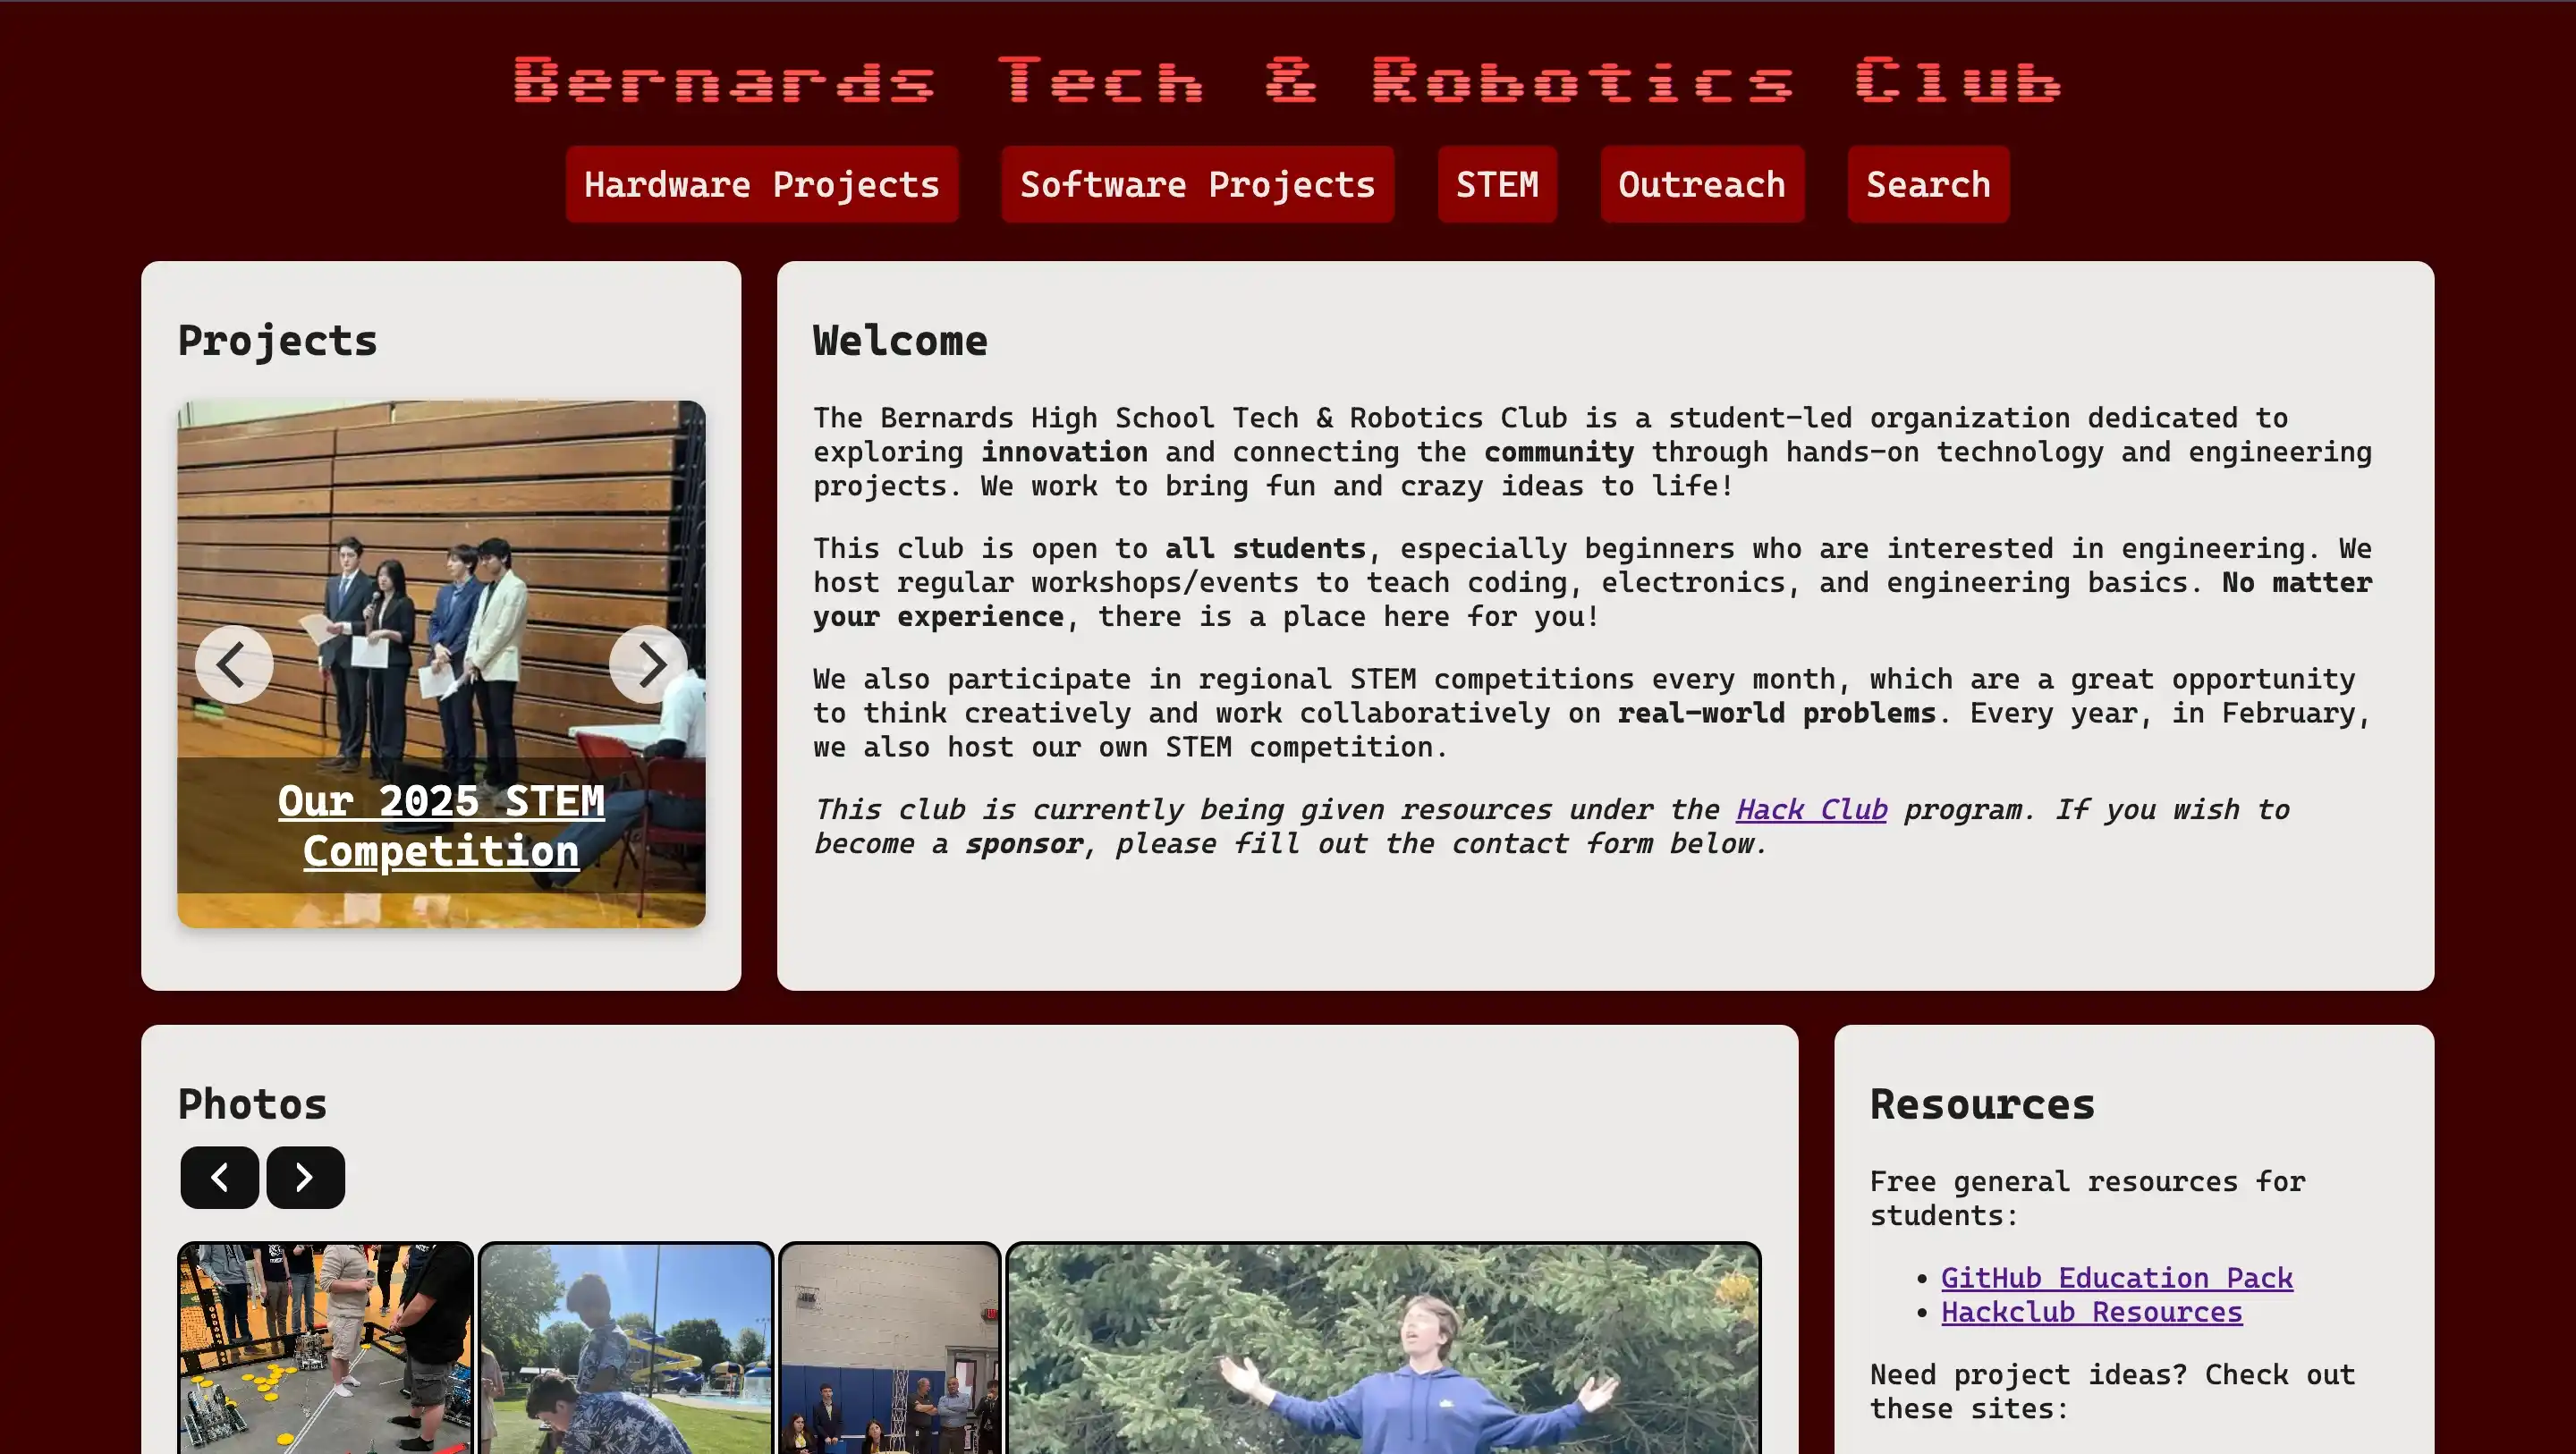 Bernards Tech & Robotics Club
Hardware Projects
Software Projects
STEM
Outreach
Search
Projects
Our 2025 STEM
Competition
Welcome
The Bernards High School Tech & Robotics Club is a student-led organization dedicated to
exploring innovation and connecting the community through hands-on technology and engineering
projects. We work to bring fun and crazy ideas to life!
This club is open to all students, especially beginners who are interested in engineering. We
host regular workshops/events to teach coding, electronics, and engineering basics. No matter
your experience, there is a place here for you!
We also participate in regional STEM competitions every month, which are a great opportunity
to think creatively and work collaboratively on real-world problems. Every year, in February,
we also host our own STEM competition.
This club is currently being given resources under the Hack Club program. If you wish to
become a sponsor, please fill out the contact form below.
Photos
Resources
Free general resources for
students:
• GitHub Education Pack
• Hackclub Resources
Need project ideas? Check out
these sites: